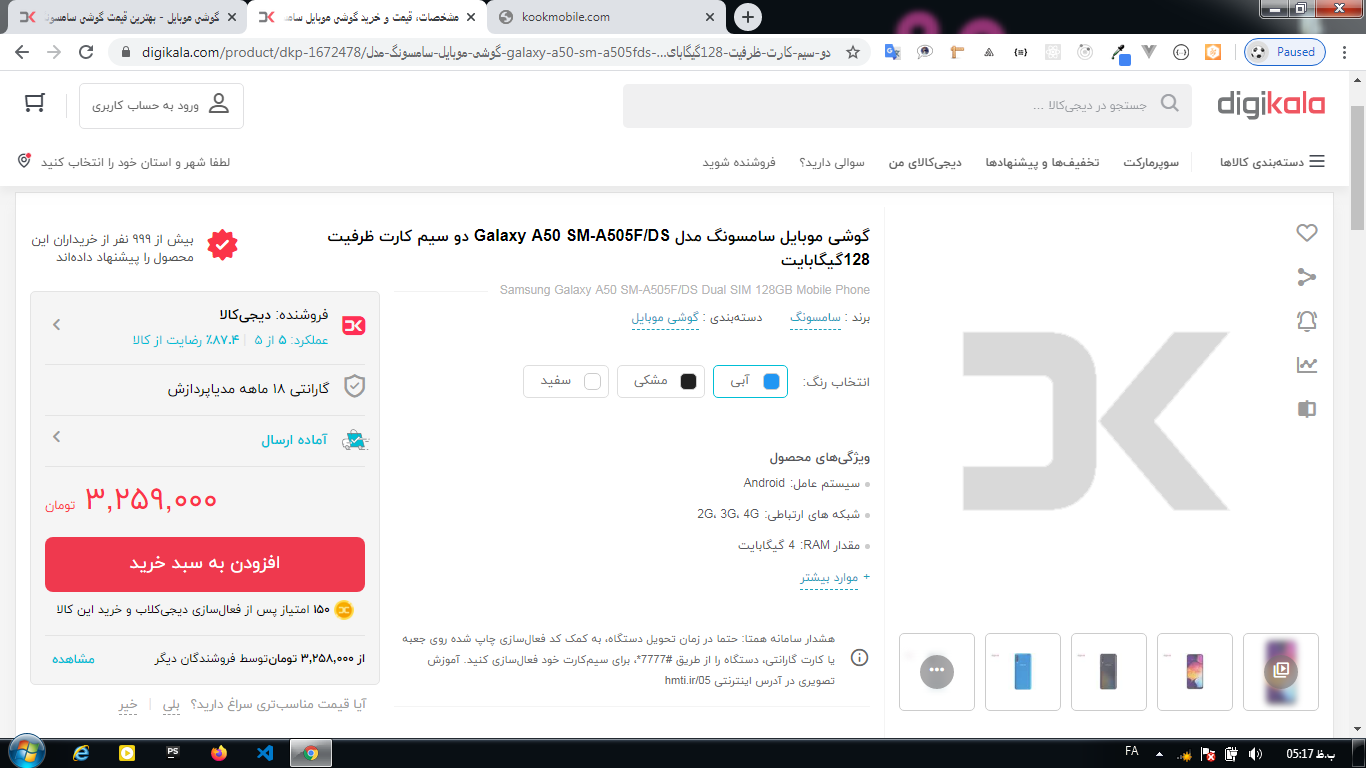 گوشی موبایل - بهترین قیمت گوشی سامسون
مشخصات، قیمت و خرید گوشی موبایل سامس
kookmobile.com
digikala.com/product/dkp-1672478/گوشی-موبایل-سامسونگ-مدل-galaxy-a50-sm-a505fds-...دو-سیم-کارت-ظرفیت-128گیگابای
Paused
digikala
جستجو در دیجی‌کالا ...
ورود به حساب کاربری
دسته‌بندی کالاها
سوپرمارکت
تخفیف‌ها و پیشنهادها
دیجی‌کالای من
سوالی دارید؟
فروشنده شوید
لطفا شهر و استان خود را انتخاب کنید
گوشی موبایل سامسونگ مدل Galaxy A50 SM-A505F/DS دو سیم کارت ظرفیت
128گیگابایت
Samsung Galaxy A50 SM-A505F/DS Dual SIM 128GB Mobile Phone
برند : سامسونگ
دسته‌بندی : گوشی موبایل
انتخاب رنگ:
آبی
مشکی
سفید
ویژگی‌های محصول
سیستم عامل: Android
شبکه های ارتباطی: 2G، 3G، 4G
مقدار RAM: 4 گیگابایت
+ موارد بیشتر
هشدار سامانه همتا: حتما در زمان تحویل دستگاه، به کمک کد فعال‌سازی چاپ شده روی جعبه
یا کارت گارانتی، دستگاه را از طریق #7777*، برای سیم‌کارت خود فعال‌سازی کنید. آموزش
تصویری در آدرس اینترنتی hmti.ir/05
بیش از ۹۹۹ نفر از خریداران این
محصول را پیشنهاد داده‌اند
فروشنده: دیجی‌کالا
عملکرد: ۵ از ۵ | ۸۷.۴٪ رضایت از کالا
گارانتی ۱۸ ماهه مدیاپردازش
آماده ارسال
۳,۲۵۹,۰۰۰ تومان
افزودن به سبد خرید
۱۵۰ امتیاز پس از فعال‌سازی دیجی‌کلاب و خرید این کالا
از ۳,۲۵۸,۰۰۰ تومان‌توسط فروشندگان دیگر
مشاهده
آیا قیمت مناسب‌تری سراغ دارید؟ بلی | خیر
PS
FA
05:17 ب.ظ